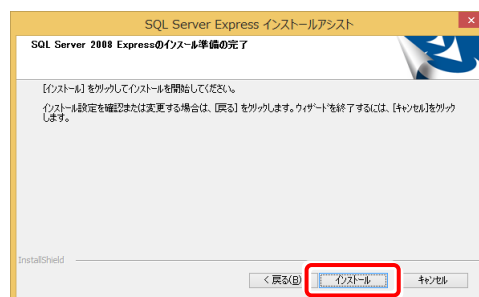 SQL Server Express インストールアシスト
SQL Server 2008 Expressのインストール準備の完了
[インストール] をクリックしてインストールを開始してください。
インストール設定を確認または変更する場合は、[戻る] をクリックします。ウィザードを終了するには、[キャンセル]をクリック
します。
InstallShield
< 戻る(B)
インストール
キャンセル